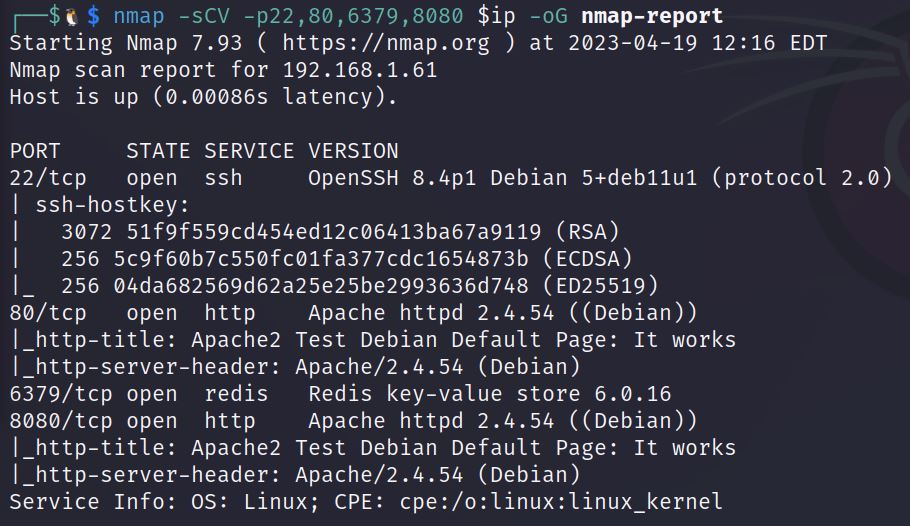 $ $ nmap -sCV -p22,80,6379,8080 $ip -oG nmap-report
Starting Nmap 7.93 ( https://nmap.org ) at 2023-04-19 12:16 EDT
Nmap scan report for 192.168.1.61
Host is up (0.00086s latency).
PORT     STATE SERVICE VERSION
22/tcp   open  ssh     OpenSSH 8.4p1 Debian 5+deb11u1 (protocol 2.0)
| ssh-hostkey:
|   3072 51f9f559cd454ed12c06413ba67a9119 (RSA)
|   256 5c9f60b7c550fc01fa377cdc1654873b (ECDSA)
|_  256 04da682569d62a25e25be2993636d748 (ED25519)
80/tcp   open  http    Apache httpd 2.4.54 ((Debian))
|_http-title: Apache2 Test Debian Default Page: It works
|_http-server-header: Apache/2.4.54 (Debian)
6379/tcp open  redis   Redis key-value store 6.0.16
8080/tcp open  http    Apache httpd 2.4.54 ((Debian))
|_http-title: Apache2 Test Debian Default Page: It works
|_http-server-header: Apache/2.4.54 (Debian)
Service Info: OS: Linux; CPE: cpe:/o:linux:linux_kernel